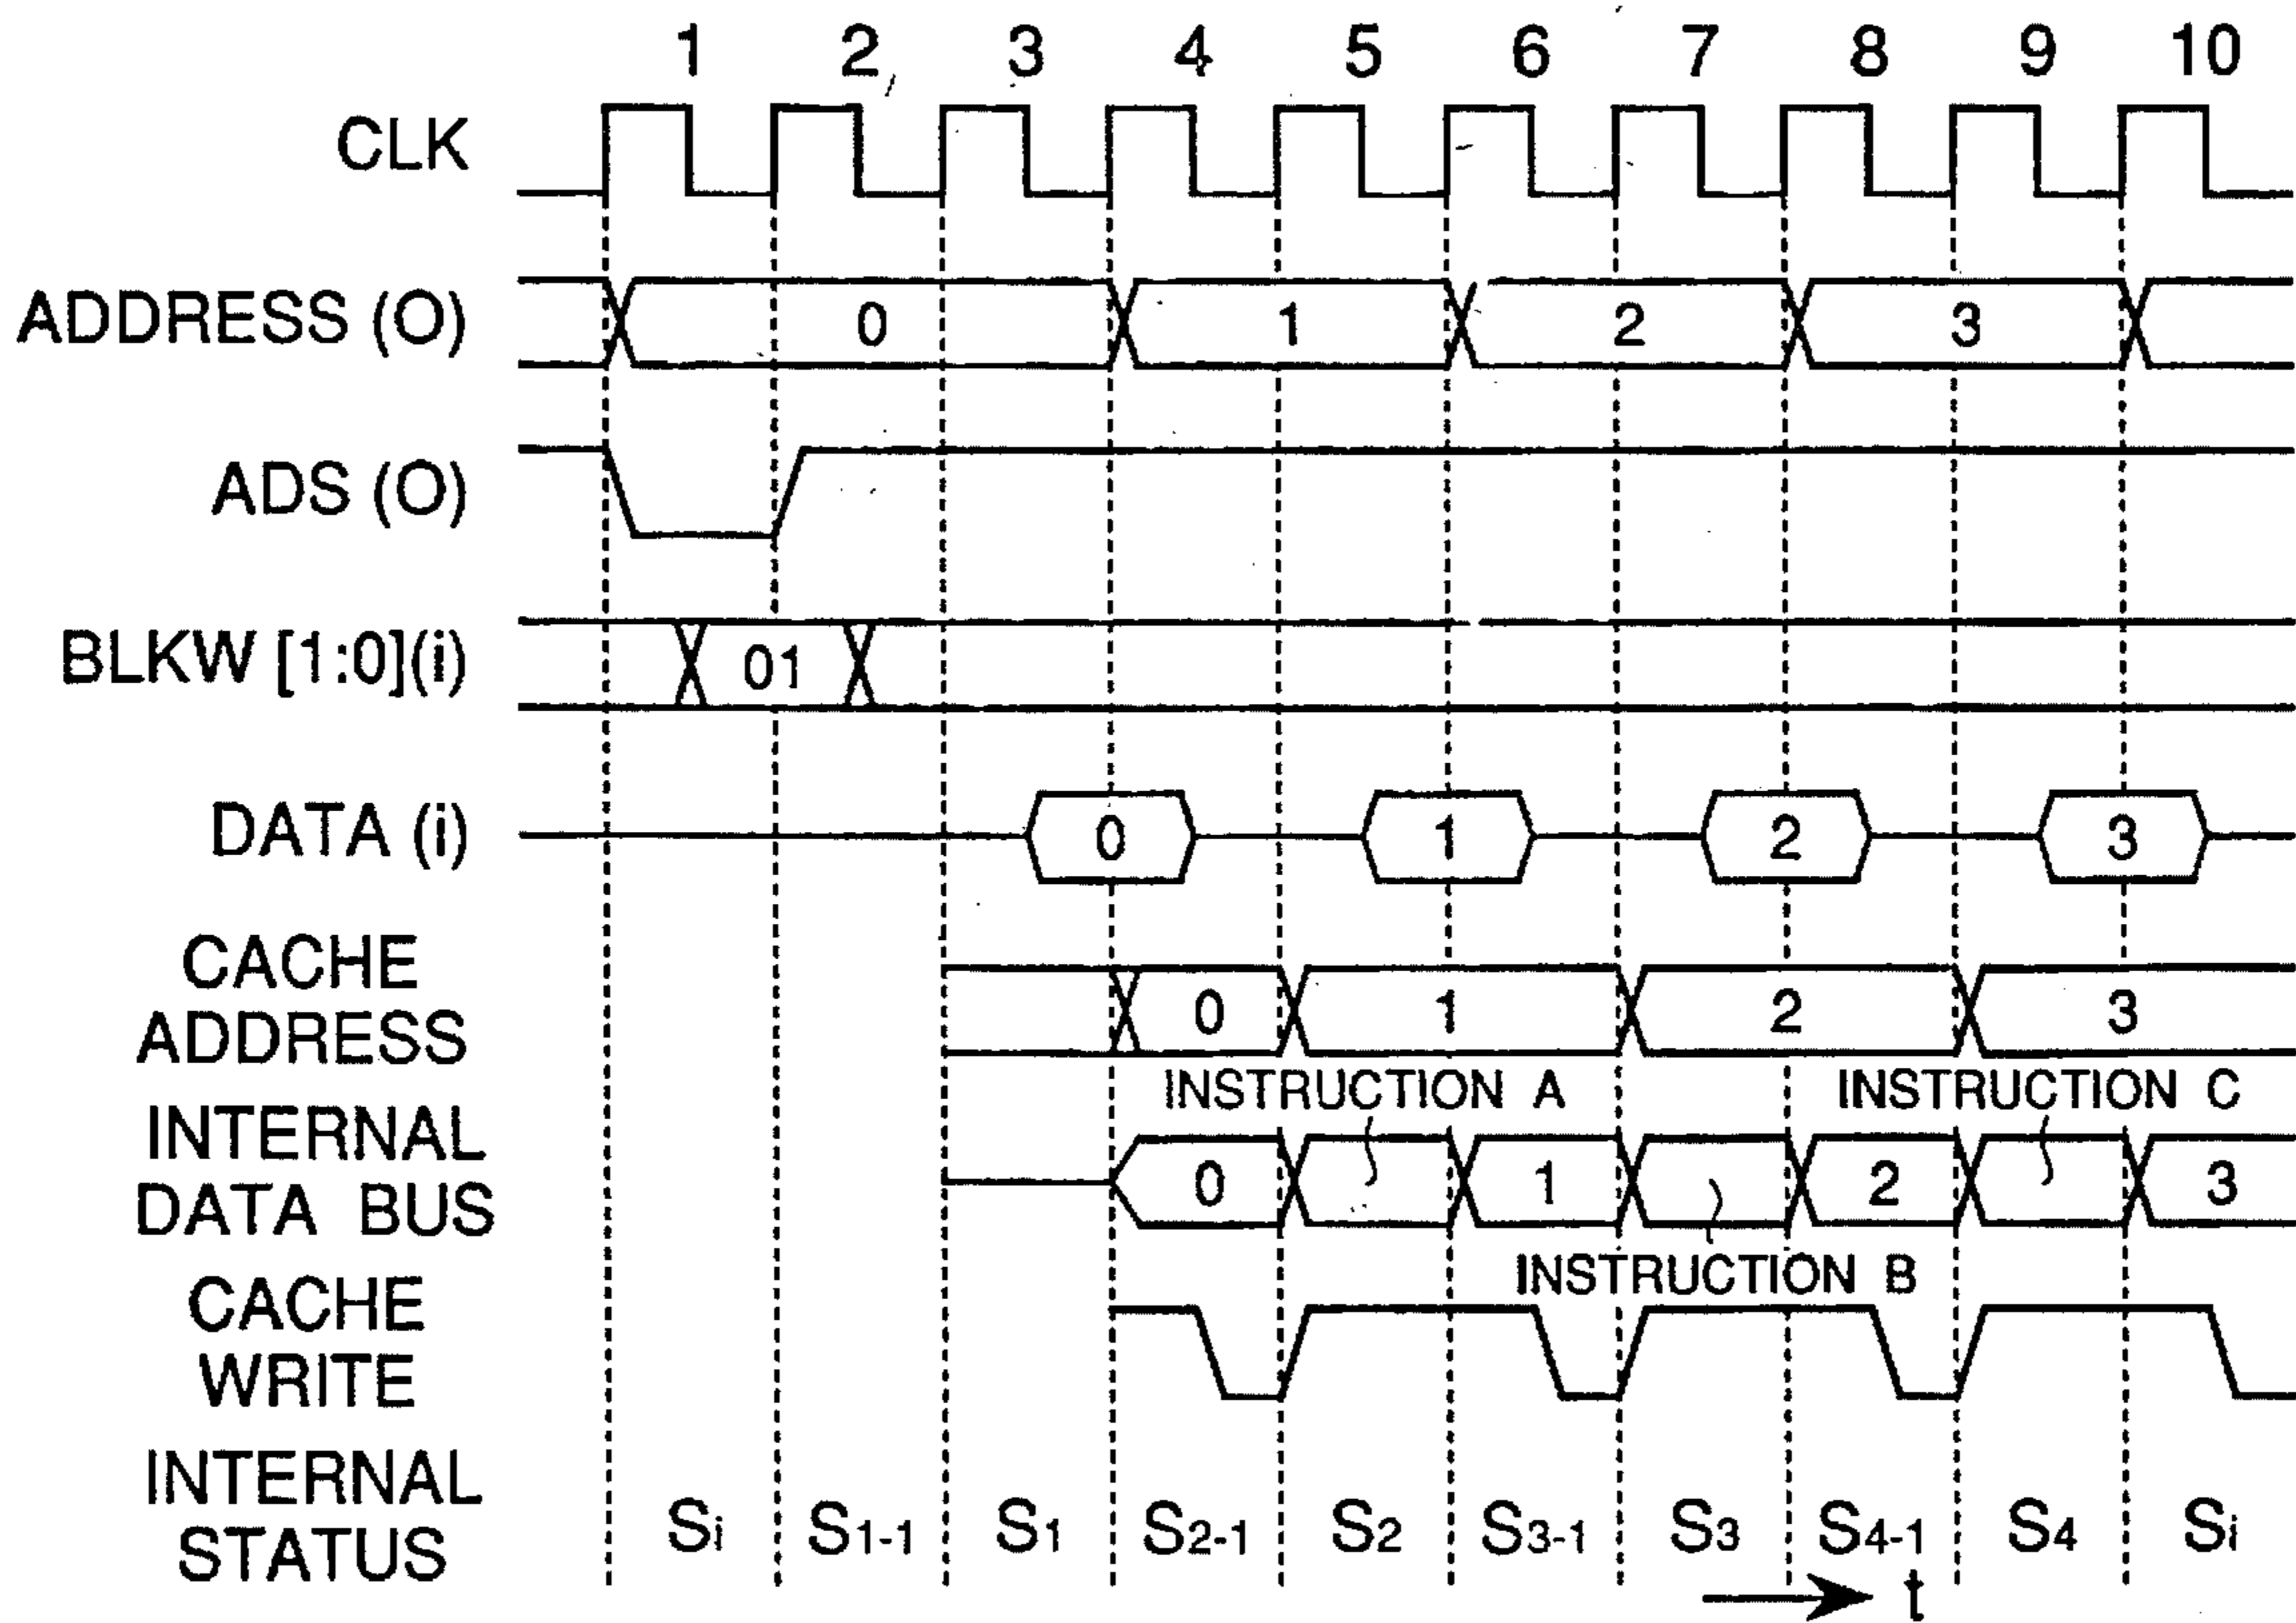 1 2 3 4 5 6 7 8 9 10
CLK
ADDRESS (O) 0 1 2 3
ADS (O)
BLKW [1:0](i) 01
DATA (i) 0 1 2 3
CACHE
ADDRESS 0 1 2 3
INSTRUCTION A INSTRUCTION C
INTERNAL
DATA BUS 0 1 2 3
INSTRUCTION B
CACHE
WRITE
INTERNAL
STATUS Si S1-1 S1 S2-1 S2 S3-1 S3 S4-1 S4 Si
t